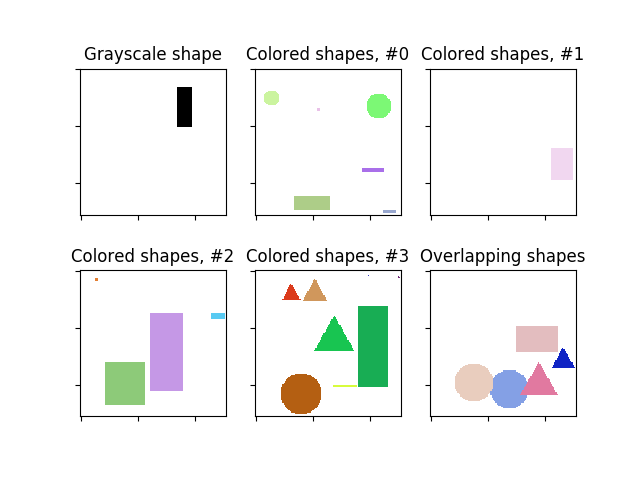 Grayscale shape
Colored shapes, #0
Colored shapes, #1
Colored shapes, #2
Colored shapes, #3
Overlapping shapes